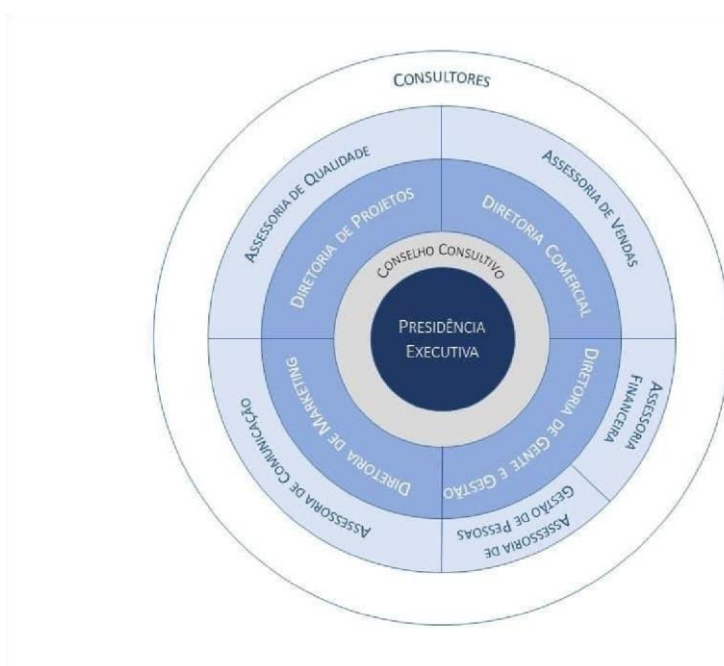 CONSULTORES
ASSESSORIA DE QUALIDADE
ASSESSORIA DE VENDAS
DIRETORIA DE PROJETOS
DIRETORIA COMERCIAL
CONSELHO CONSULTIVO
PRESIDÊNCIA
EXECUTIVA
DIRETORIA DE MARKETING
DIRETORIA DE GENTE E GESTÃO
ASSESSORIA
FINANCEIRA
ASSESSORIA DE COMUNICAÇÃO
ASSESSORIA DE
GESTÃO DE PESSOAS